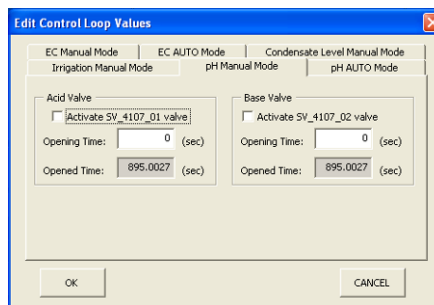 Edit Control Loop Values
EC Manual Mode EC AUTO Mode Condensate Level Manual Mode
Irrigation Manual Mode pH Manual Mode pH AUTO Mode
Acid Valve Base Valve
Activate SV_4107_01 valve Activate SV_4107_02 valve
Opening Time: 0 (sec) Opening Time: 0 (sec)
Opened Time: 895.0027 (sec) Opened Time: 895.0027 (sec)
OK CANCEL